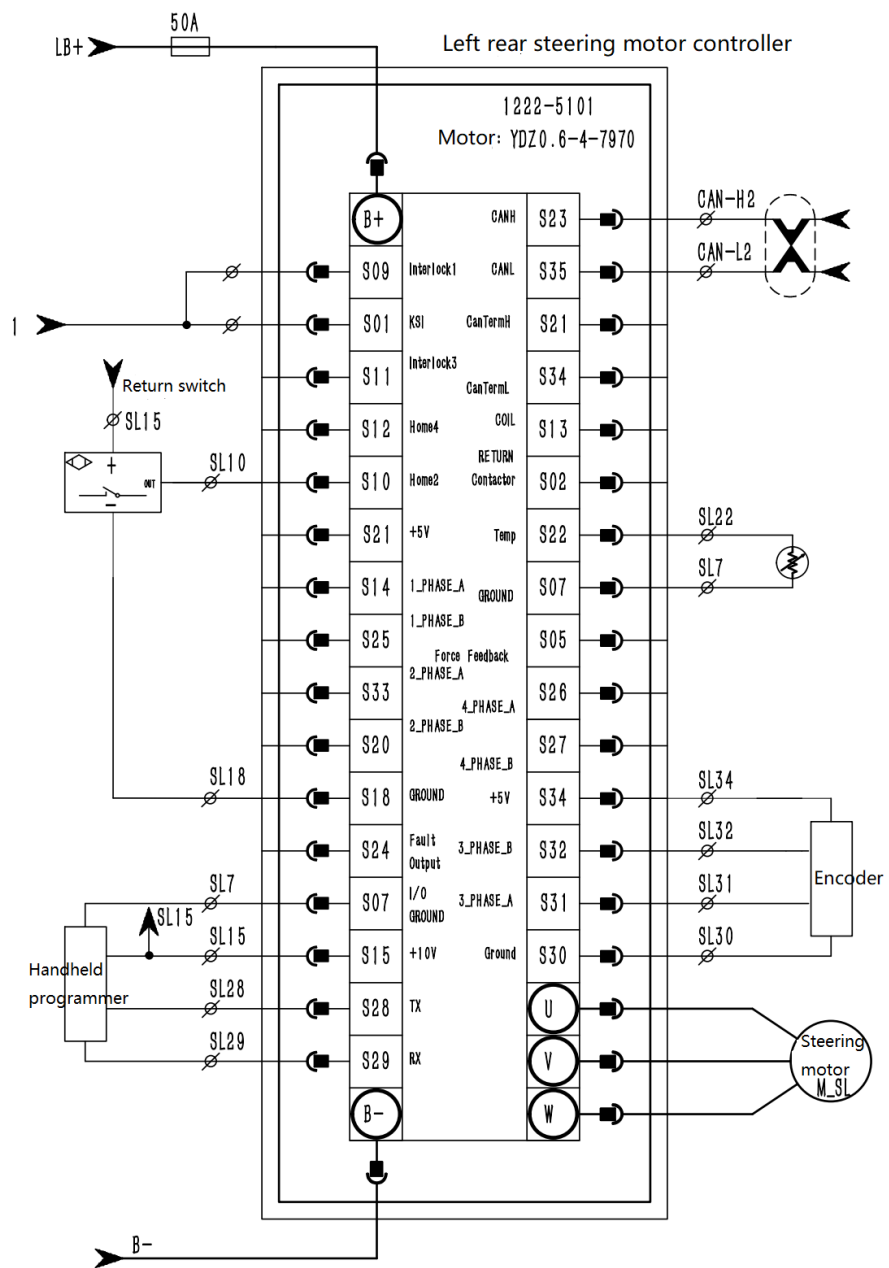 50A
LB+
Left rear steering motor controller
1222-5101
Motor: YDZ0.6-4-7970
B+
CANH
S23
CAN-H2
S09
Interlock1
CANL
S35
CAN-L2
1
S01
KSI
CanTermH
S21
Return switch
S11
Interlock3
CanTermL
S34
SL15
S12
Home4
COIL
RETURN
S13
+
OUT
-
SL10
S10
Home2
Contactor
S02
S21
+5V
Temp
S22
SL22
S14
1_PHASE_A
GROUND
S07
SL7
S25
1_PHASE_B
Force Feedback
S05
S33
2_PHASE_A
4_PHASE_A
S26
S20
2_PHASE_B
4_PHASE_B
S27
SL18
S18
GROUND
+5V
S34
SL34
S24
Fault
Output
3_PHASE_B
S32
SL32
Encoder
SL7
S07
I/O
GROUND
3_PHASE_A
S31
SL31
SL15
SL15
S15
+10V
Ground
S30
SL30
Handheld
programmer
SL28
S28
TX
U
SL29
S29
RX
V
Steering
motor
M_SL
B-
W
B-